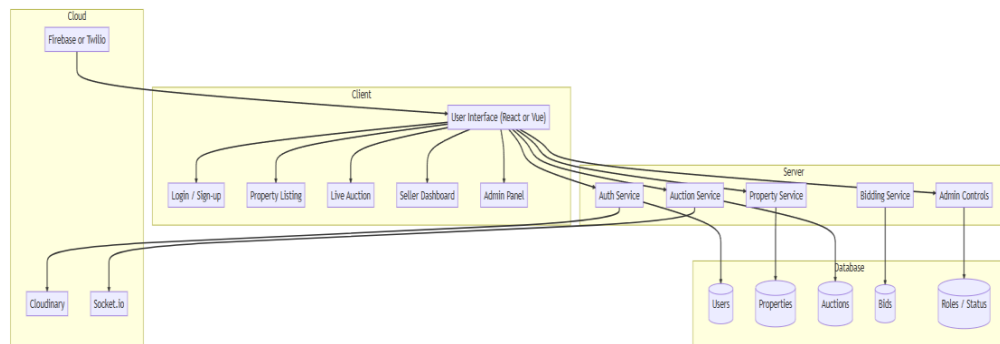 Cloud
Firebase or Twilio
Client
User Interface (React or Vue)
Login / Sign-up
Property Listing
Live Auction
Seller Dashboard
Admin Panel
Server
Auth Service
Auction Service
Property Service
Bidding Service
Admin Controls
Cloudinary
Socket.io
Database
Users
Properties
Auctions
Bids
Roles / Status